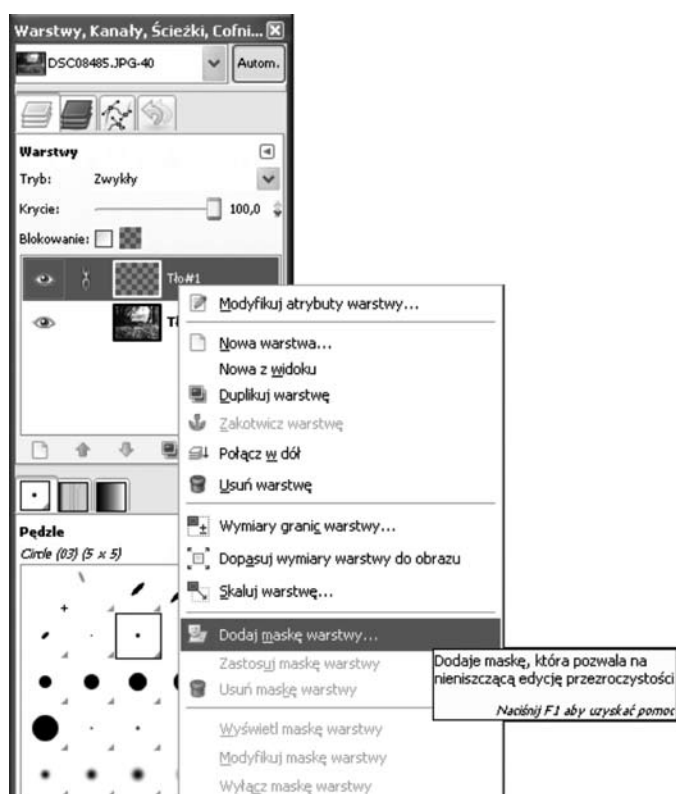 Warstwy, Kanały, Ścieżki, Cofni...
DSC08485.JPG-40
Autom.
Warstwy
Tryb: Zwykły
Krycie: 100,0
Blokowanie:
Tło#1
Modyfikuj atrybuty warstwy...
Nowa warstwa...
Nowa z widoku
Duplikuj warstwę
Zakotwicz warstwę
Połącz w dół
Usuń warstwę
Pędzle
Circle (03) (5 x 5)
Wymiary granic warstwy...
Dopasuj wymiary warstwy do obrazu
Skaluj warstwę...
Dodaj maskę warstwy...
Zastosuj maskę warstwy
Usuń maskę warstwy
Wyświetl maskę warstwy
Modyfikuj maskę warstwy
Wyłącz maskę warstwy
Dodaje maskę, która pozwala na
nieniszczącą edycję przezroczystości
Naciśnij F1 aby uzyskać pomoc